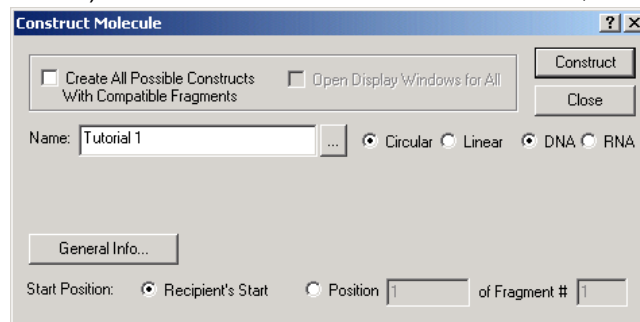 Construct Molecule
Create All Possible Constructs
With Compatible Fragments
Open Display Windows for All
Construct
Close
Name: Tutorial 1 ... Circular Linear DNA RNA
General Info...
Start Position: Recipient's Start Position 1 of Fragment # 1